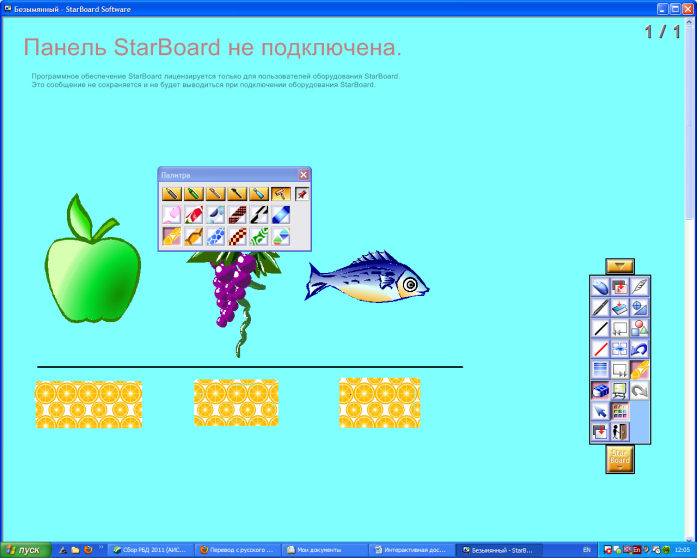 Безымянный - StarBoard Software
1 / 1
Панель StarBoard не подключена.
Программное обеспечение StarBoard лицензируется только для пользователей оборудования StarBoard.
Это сообщение не сохраняется и не будет выводиться при подключении оборудования StarBoard.
Палитра
Star Board
пуск
Сбор РБД 2011 (АИС...
Перевод с русского ...
Мои документы
Интерактивная дос...
Безымянный - StarB...
EN
En
12:05